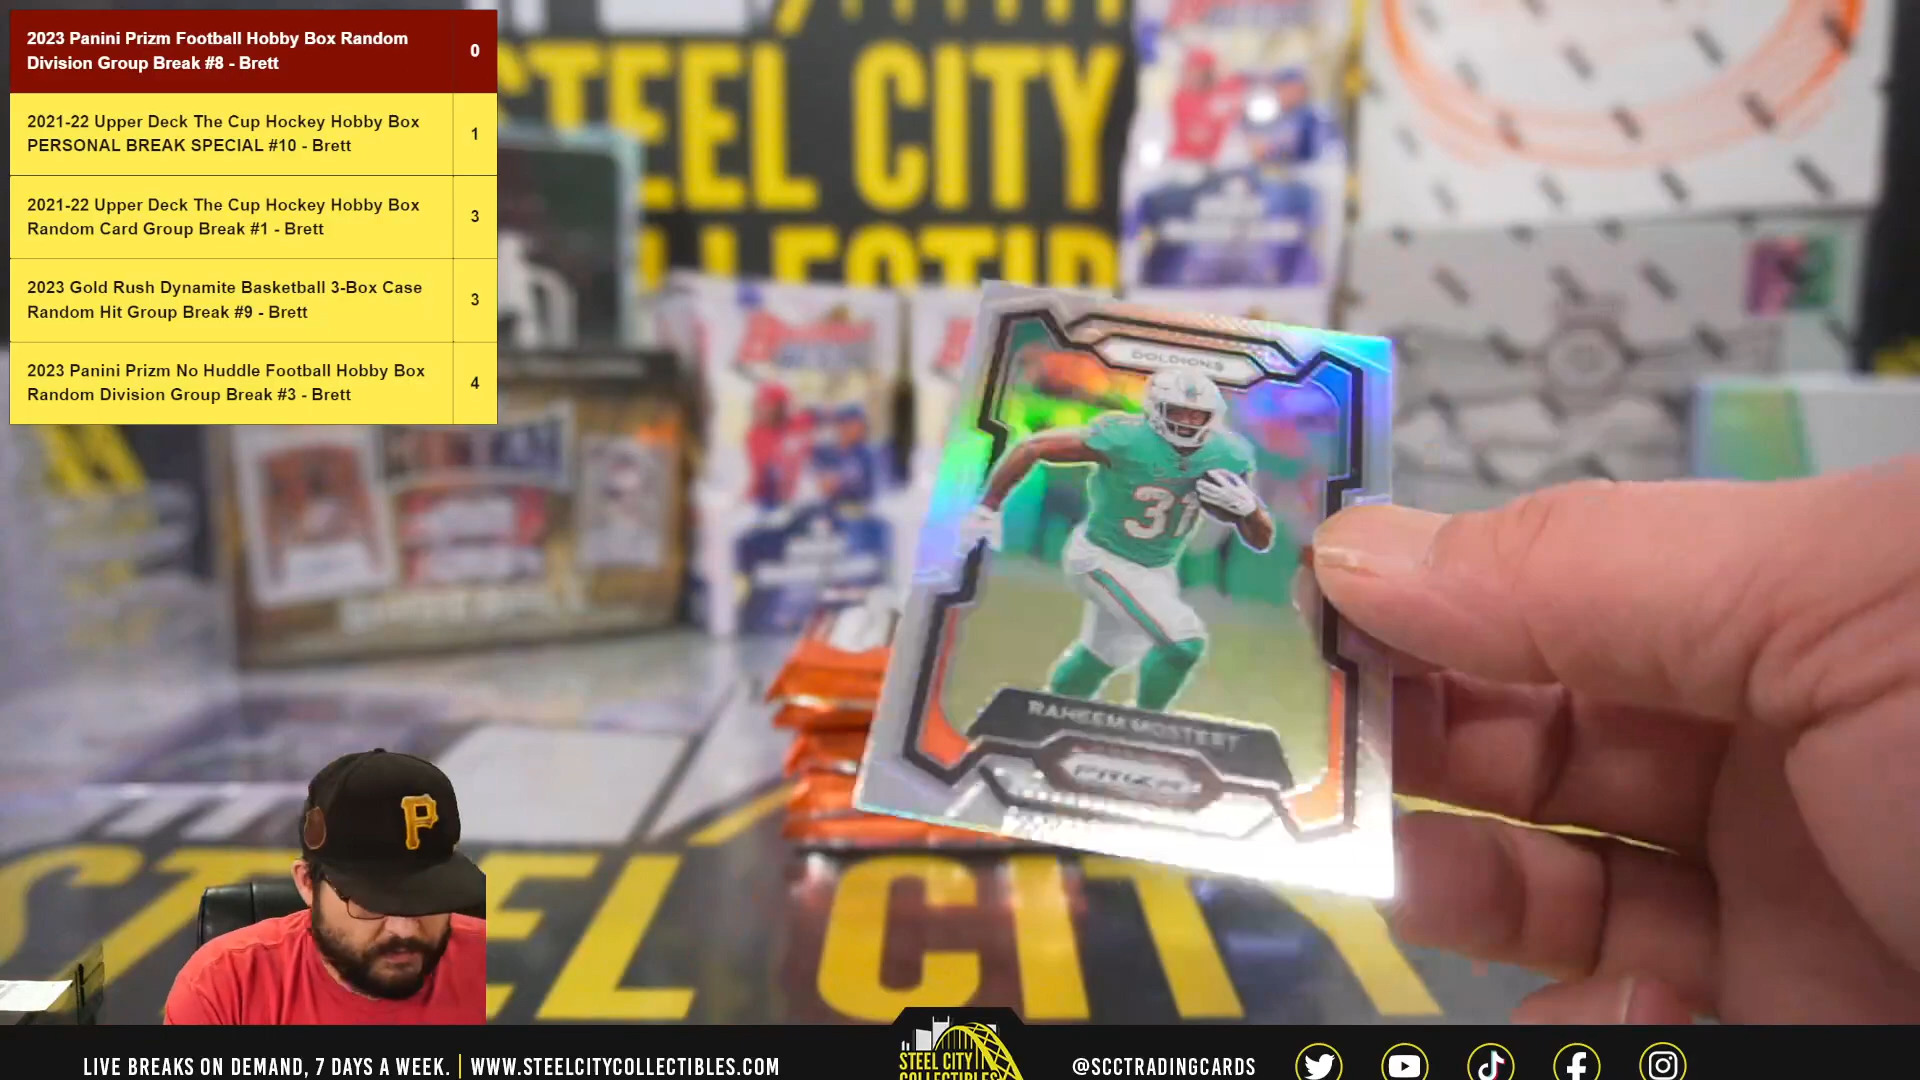 2023 Panini Prizm Football Hobby Box Random
Division Group Break #8 - Brett
0
2021-22 Upper Deck The Cup Hockey Hobby Box
PERSONAL BREAK SPECIAL #10 - Brett
1
2021-22 Upper Deck The Cup Hockey Hobby Box
Random Card Group Break #1 - Brett
3
2023 Gold Rush Dynamite Basketball 3-Box Case
Random Hit Group Break #9 - Brett
3
2023 Panini Prizm No Huddle Football Hobby Box
Random Division Group Break #3 - Brett
4
STEEL CITY
DOLPHINS
31
RAHEEM MOSTERT
PRIZM
STEEL CITY
P
LIVE BREAKS ON DEMAND, 7 DAYS A WEEK. | WWW.STEELCITYCOLLECTIBLES.COM
STEEL CITY
COLLECTIBLES
@SCCTRADINGCARDS